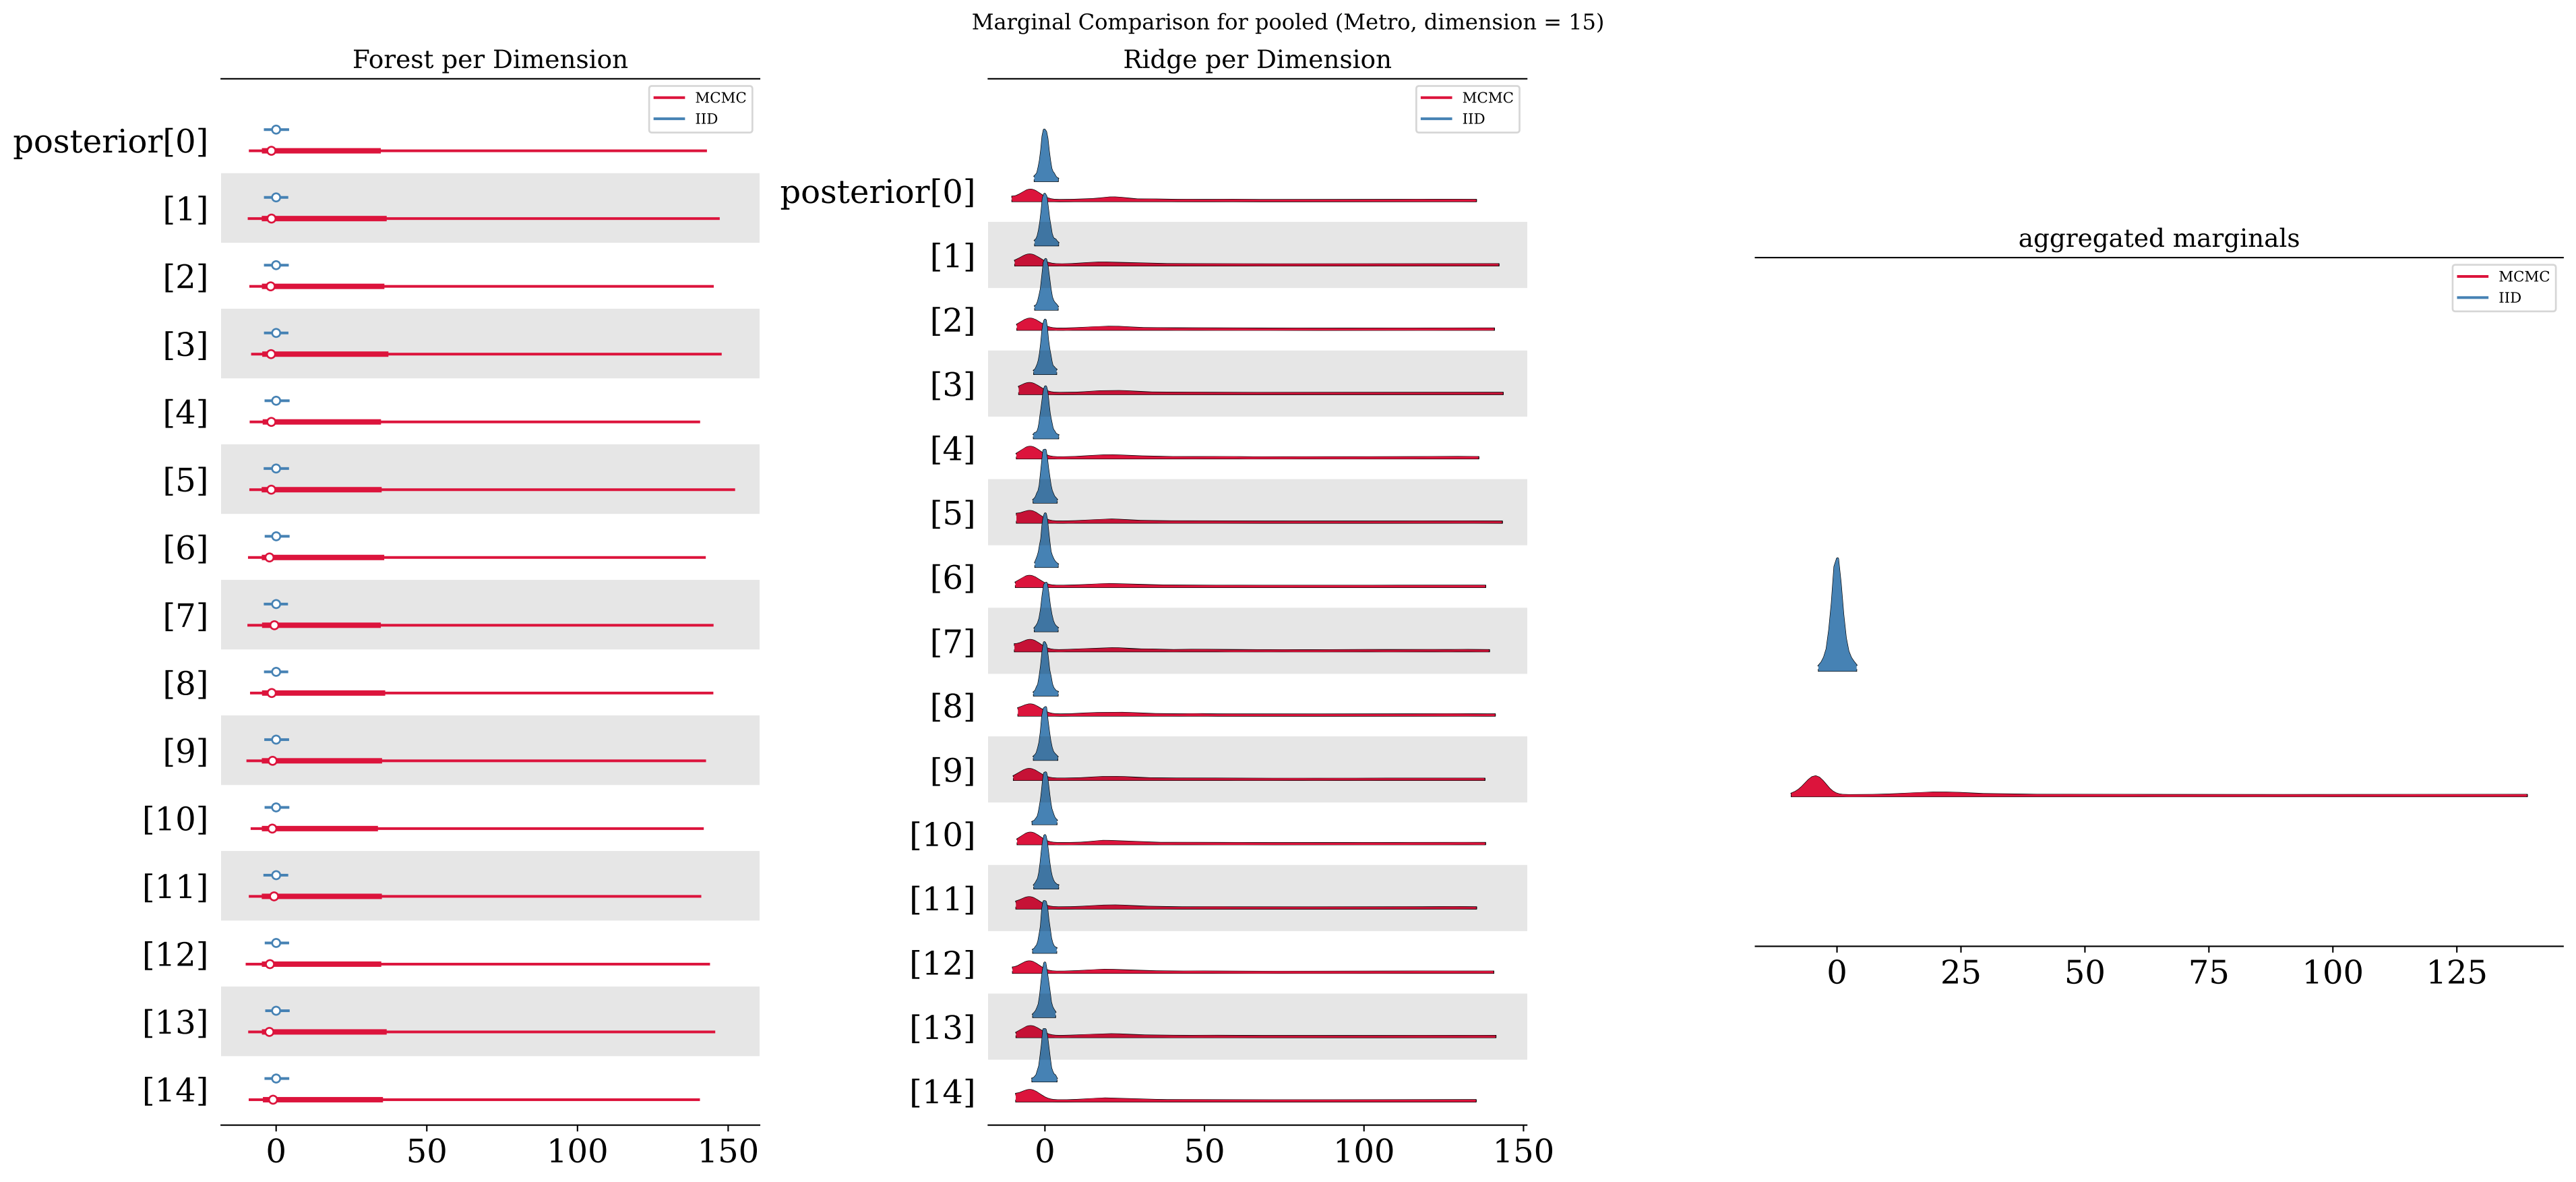 Marginal Comparison for pooled (Metro, dimension = 15)
Forest per Dimension
MCMC
IID
posterior[0]
[1]
[2]
[3]
[4]
[5]
[6]
[7]
[8]
[9]
[10]
[11]
[12]
[13]
[14]
0 50 100 150
Ridge per Dimension
MCMC
IID
posterior[0]
[1]
[2]
[3]
[4]
[5]
[6]
[7]
[8]
[9]
[10]
[11]
[12]
[13]
[14]
0 50 100 150
aggregated marginals
MCMC
IID
0 25 50 75 100 125